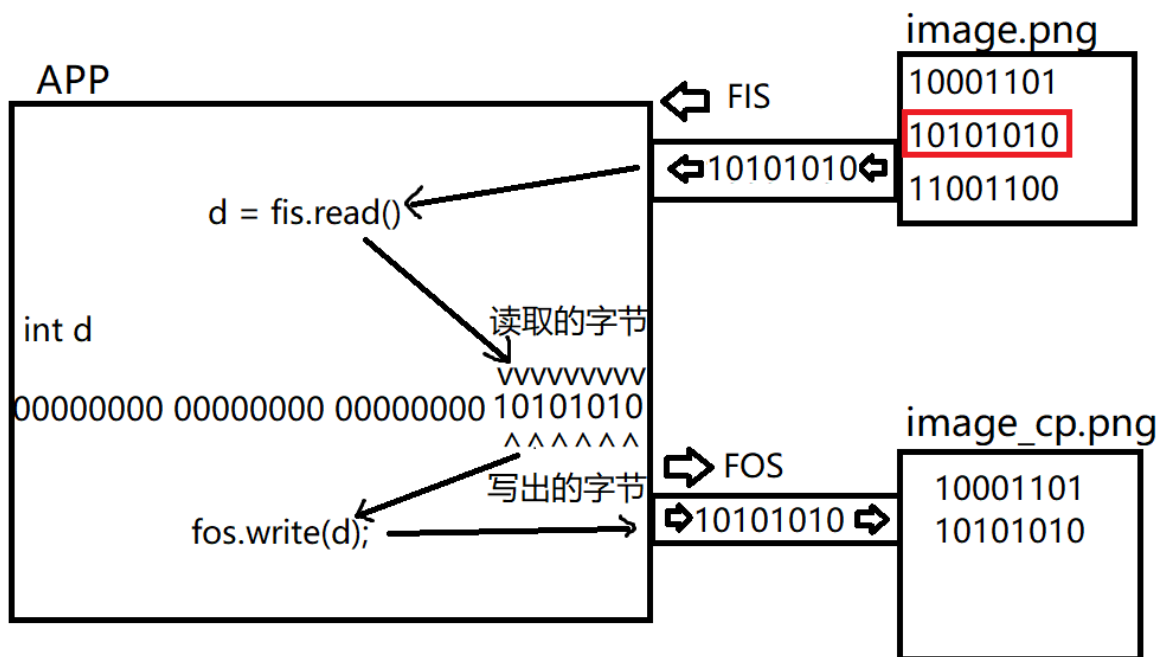 image.png
10001101
10101010
11001100
APP
FIS
10101010
d = fis.read()
int d
读取的字节
vvvvvvvvv
00000000 00000000 00000000 10101010
^ ^ ^ ^ ^ ^
写出的字节
fos.write(d);
FOS
10101010
image_cp.png
10001101
10101010